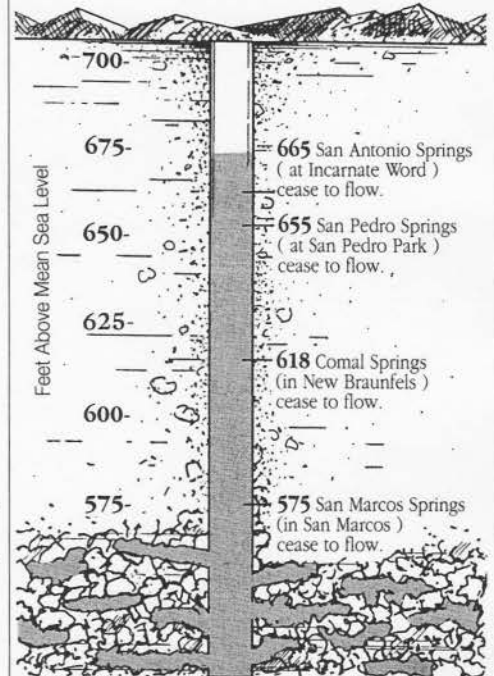 700-
675-
650-
625-
600-
575-
Feet Above Mean Sea Level
665 San Antonio Springs
( at Incarnate Word )
cease to flow.
655 San Pedro Springs
( at San Pedro Park )
cease to flow.
618 Comal Springs
(in New Braunfels )
cease to flow.
575 San Marcos Springs
(in San Marcos )
cease to flow.